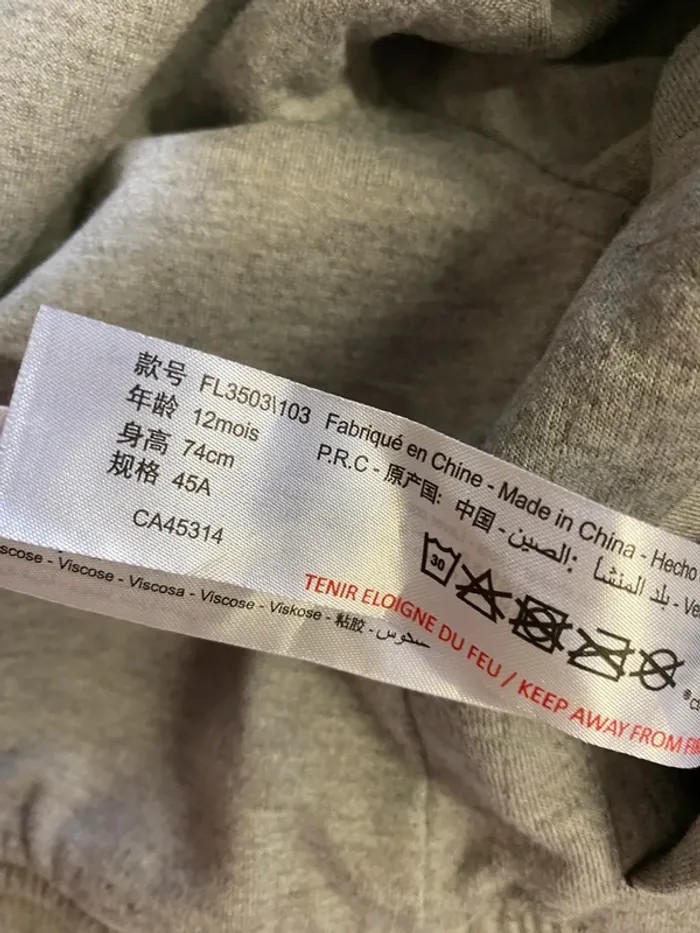 款号 FL3503\103
年龄 12mois
身高 74cm
规格 45A
CA45314
Fabriqué en Chine - Made in China - Hecho
P.R.C - 原产国: 中国 - الصين :بلد المنشأ - Ve
30
TENIR ELOIGNE DU FEU / KEEP AWAY FROM FIR
scose - Viscose - Viscosa - Viscose - Viskose - 粘胶 -